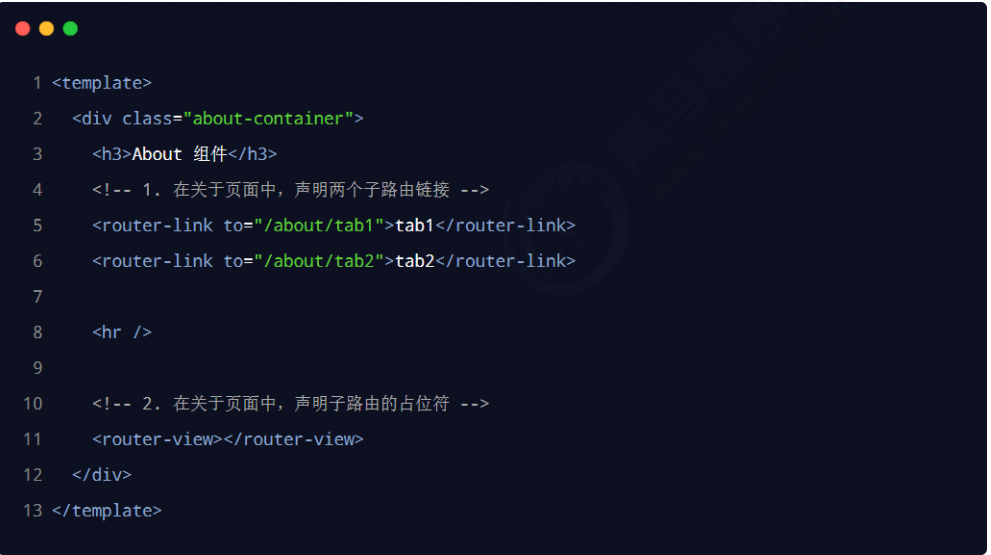 1 <template>
2 <div class="about-container">
3 <h3>About 组件</h3>
4 <!-- 1. 在关于页面中，声明两个子路由链接 -->
5 <router-link to="/about/tab1">tab1</router-link>
6 <router-link to="/about/tab2">tab2</router-link>
7
8 <hr />
9
10 <!-- 2. 在关于页面中，声明子路由的占位符 -->
11 <router-view></router-view>
12 </div>
13 </template>